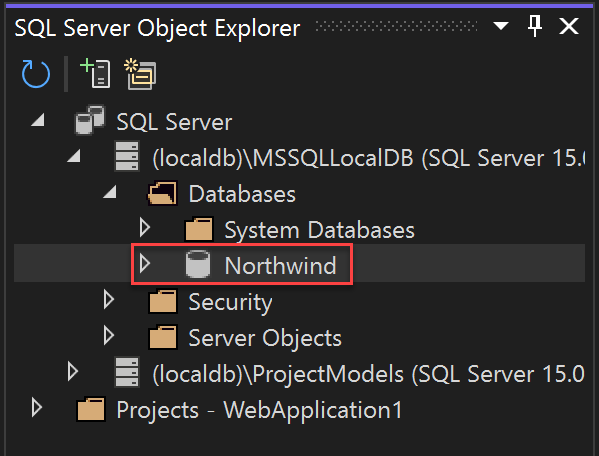 SQL Server Object Explorer
SQL Server
(localdb)\MSSQLLocalDB (SQL Server 15.0
Databases
System Databases
Northwind
Security
Server Objects
(localdb)\ProjectModels (SQL Server 15.0
Projects - WebApplication1